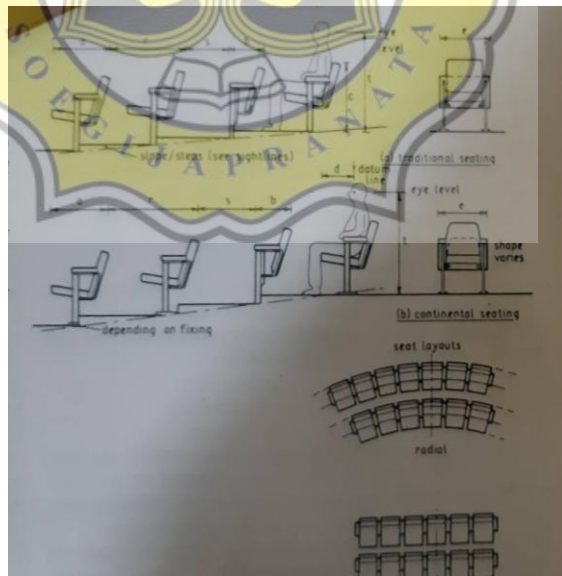 SOEGIJAPRANATA
eye
level
e
t
c
slope/steps (see sightlines)
(a) traditional seating
d
datum
line
eye level
a
r
s
b
e
t
shape
varies
(b) continental seating
depending on fixing
seat layouts
radial